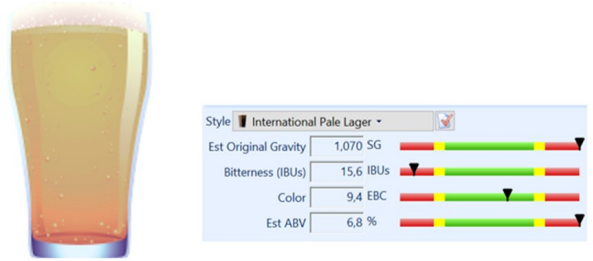 Style International Pale Lager
Est Original Gravity 1,070 SG
Bitterness (IBUs) 15,6 IBUs
Color 9,4 EBC
Est ABV 6,8 %